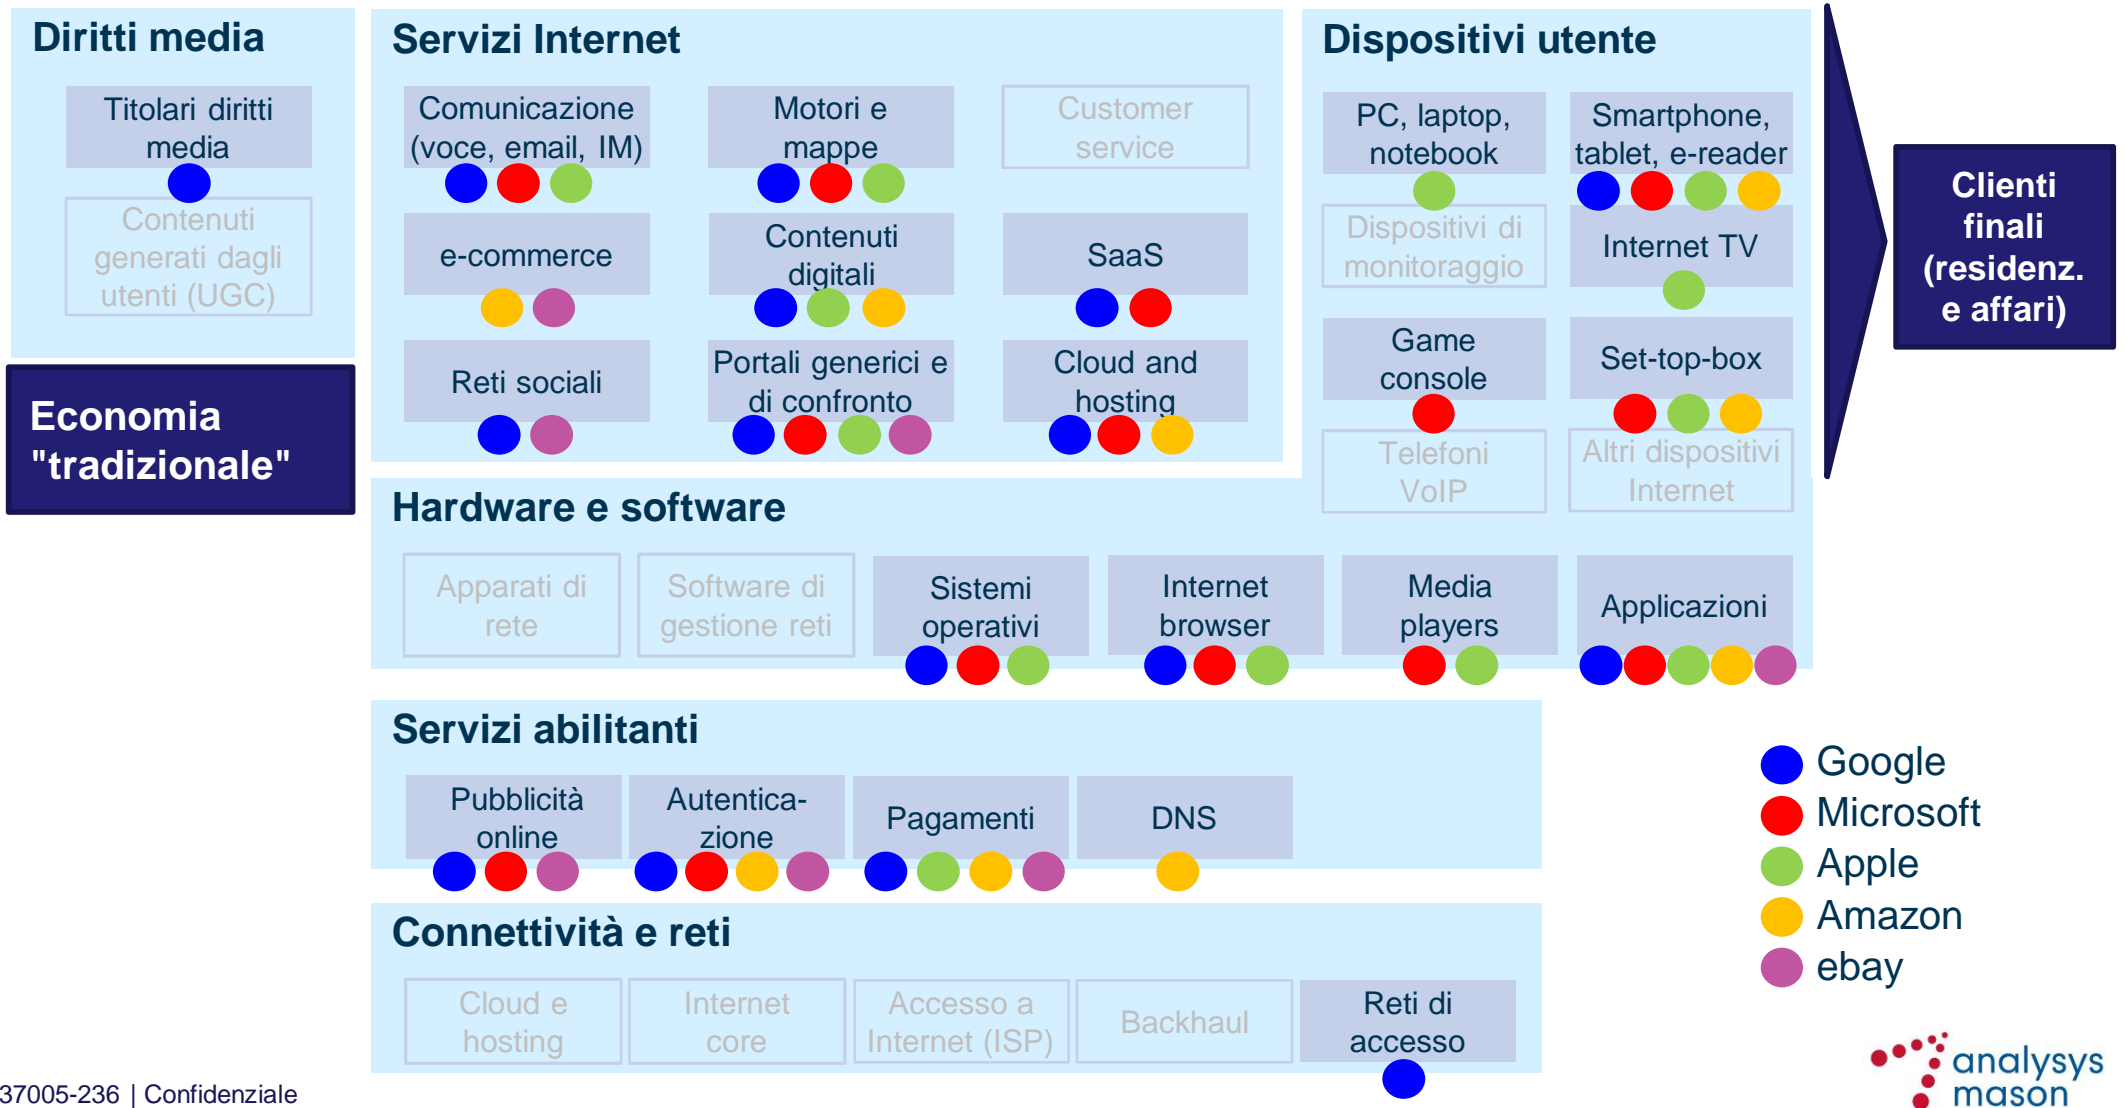 Diritti media
Titolari diritti
media
Contenuti
generati dagli
utenti (UGC)
Economia
"tradizionale"
Servizi Internet
Comunicazione
(voce, email, IM)
Motori e
mappe
Customer
service
e-commerce
Contenuti
digitali
SaaS
Reti sociali
Portali generici e
di confronto
Cloud and
hosting
Dispositivi utente
PC, laptop,
notebook
Smartphone,
tablet, e-reader
Dispositivi di
monitoraggio
Internet TV
Game
console
Set-top-box
Telefoni
VoIP
Altri dispositivi
Internet
Clienti
finali
(residenz.
e affari)
Hardware e software
Apparati di
rete
Software di
gestione reti
Sistemi
operativi
Internet
browser
Media
players
Applicazioni
Servizi abilitanti
Pubblicità
online
Autentica-
zione
Pagamenti
DNS
Connettività e reti
Cloud e
hosting
Internet
core
Accesso a
Internet (ISP)
Backhaul
Reti di
accesso
Google
Microsoft
Apple
Amazon
ebay
37005-236 | Confidenziale
analysys
mason